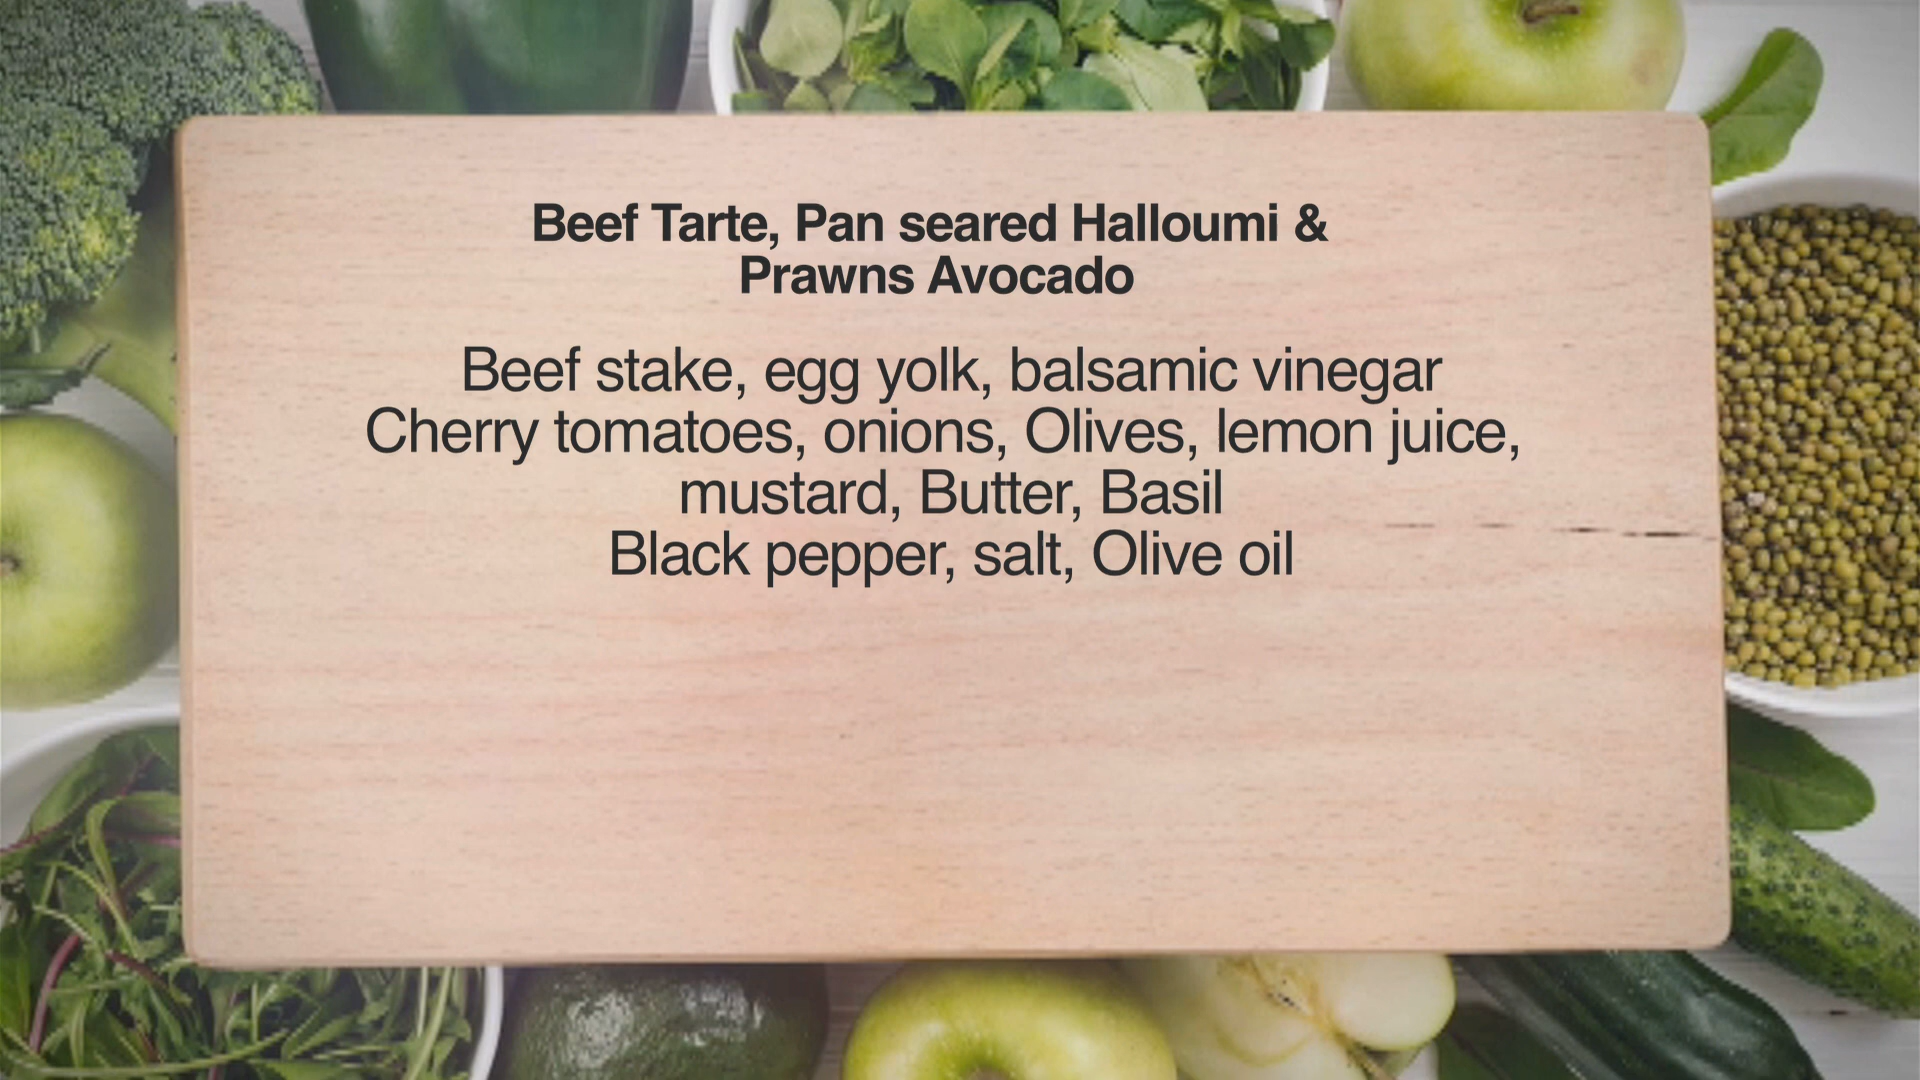 Beef Tarte, Pan seared Halloumi &
Prawns Avocado
Beef stake, egg yolk, balsamic vinegar
Cherry tomatoes, onions, Olives, lemon juice,
mustard, Butter, Basil
Black pepper, salt, Olive oil